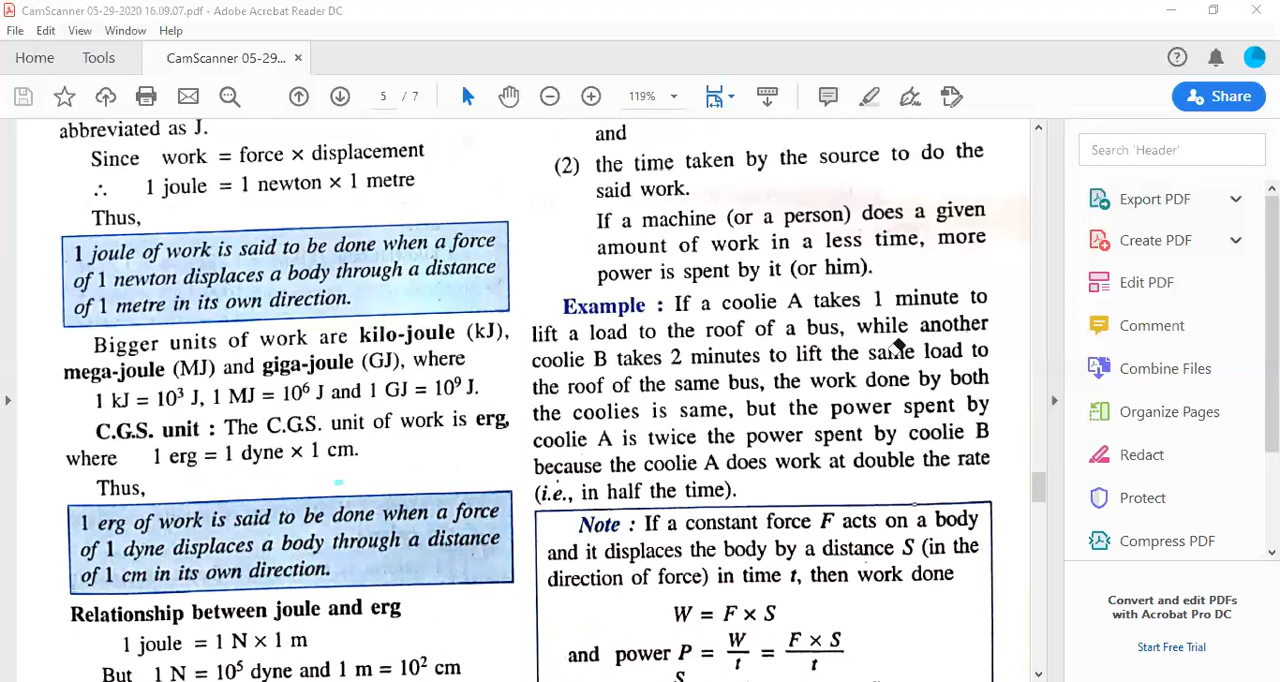 CamScanner 05-29-2020 16.09.07.pdf - Adobe Acrobat Reader DC
File Edit View Window Help
Home Tools CamScanner 05-29... ×
5 / 7 119% Share
abbreviated as J.
Since work = force × displacement
∴ 1 joule = 1 newton × 1 metre
Thus,
1 joule of work is said to be done when a force
of 1 newton displaces a body through a distance
of 1 metre in its own direction.
Bigger units of work are kilo-joule (kJ),
mega-joule (MJ) and giga-joule (GJ), where
1 kJ = 10³ J, 1 MJ = 10⁶ J and 1 GJ = 10⁹ J.
C.G.S. unit : The C.G.S. unit of work is erg,
where 1 erg = 1 dyne × 1 cm.
Thus,
1 erg of work is said to be done when a force
of 1 dyne displaces a body through a distance
of 1 cm in its own direction.
Relationship between joule and erg
1 joule = 1 N × 1 m
But 1 N = 10⁵ dyne and 1 m = 10² cm
and
(2) the time taken by the source to do the
said work.
If a machine (or a person) does a given
amount of work in a less time, more
power is spent by it (or him).
Example : If a coolie A takes 1 minute to
lift a load to the roof of a bus, while another
coolie B takes 2 minutes to lift the same load to
the roof of the same bus, the work done by both
the coolies is same, but the power spent by
coolie A is twice the power spent by coolie B
because the coolie A does work at double the rate
(i.e., in half the time).
Note : If a constant force F acts on a body
and it displaces the body by a distance S (in the
direction of force) in time t, then work done
W = F × S
and power P = W/t = F × S/t
S
Search 'Header'
Export PDF
Create PDF
Edit PDF
Comment
Combine Files
Organize Pages
Redact
Protect
Compress PDF
Convert and edit PDFs
with Acrobat Pro DC
Start Free Trial